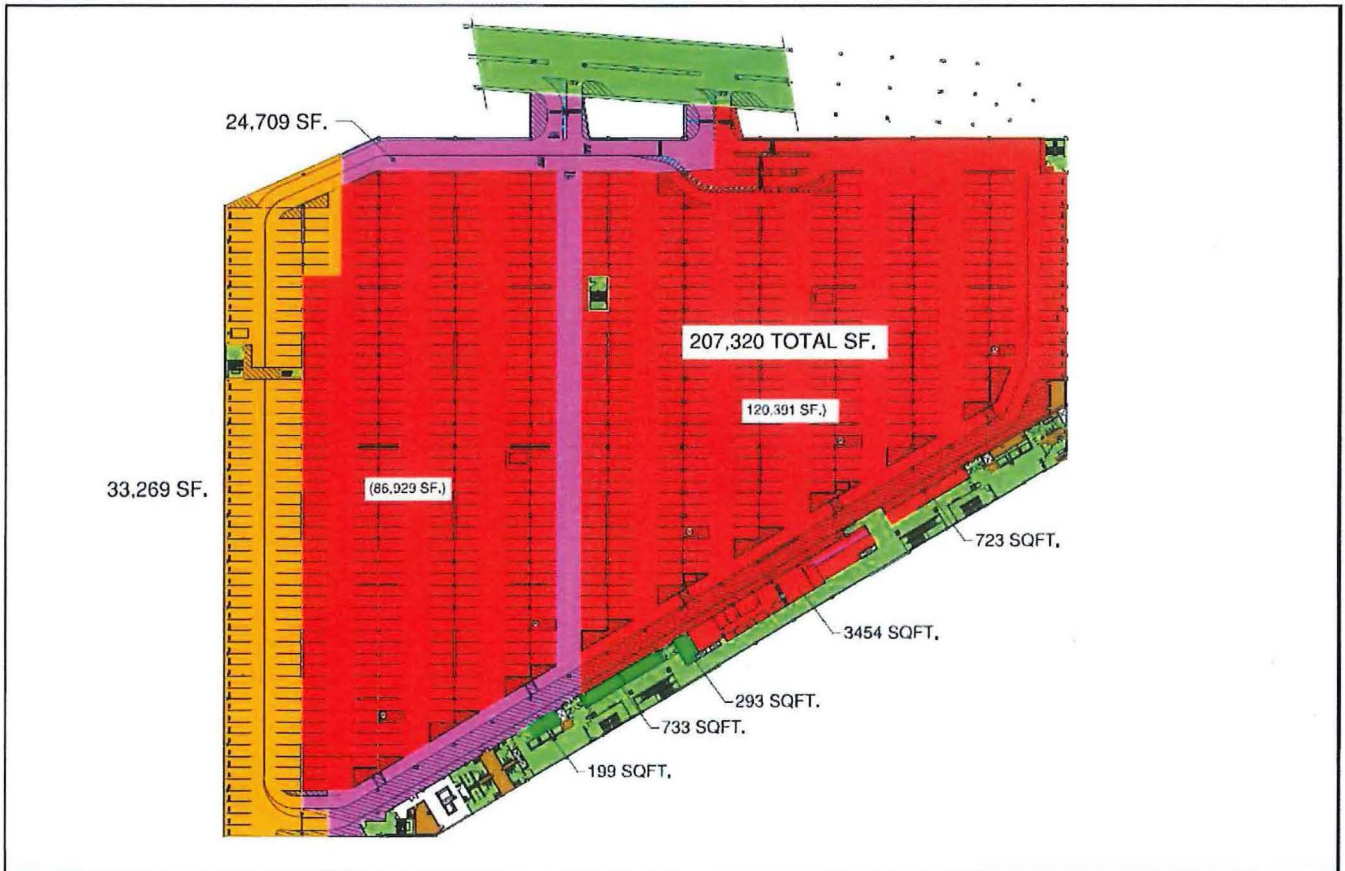 24,709 SF.
207,320 TOTAL SF.
120,391 SF.)
(86,929 SF.)
33,269 SF.
723 SQFT.
3454 SQFT.
293 SQFT.
733 SQFT.
199 SQFT.